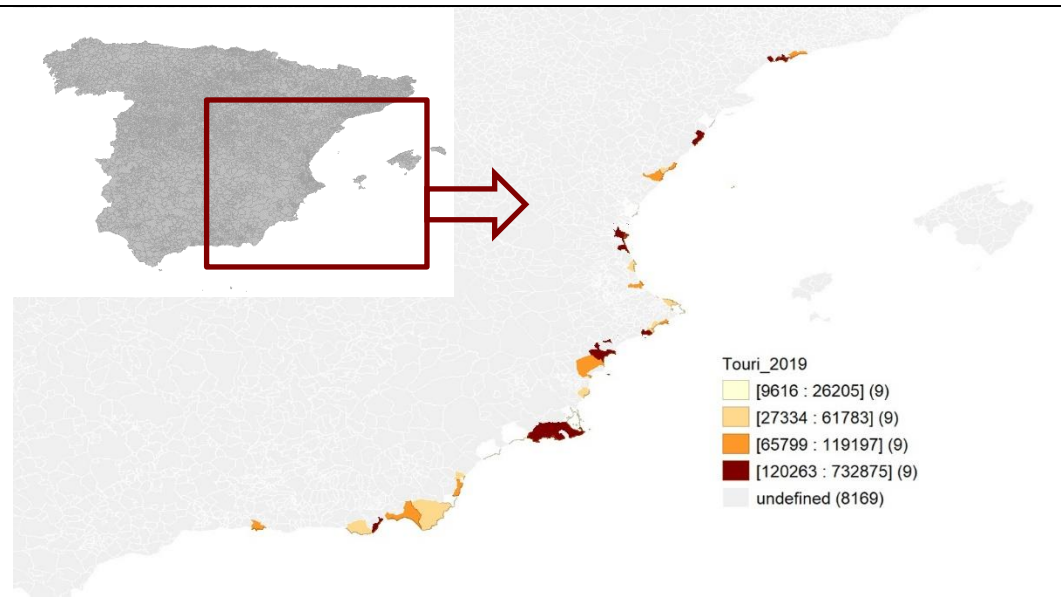 Touri_2019
[9616 : 26205] (9)
[27334 : 61783] (9)
[65799 : 119197] (9)
[120263 : 732875] (9)
undefined (8169)